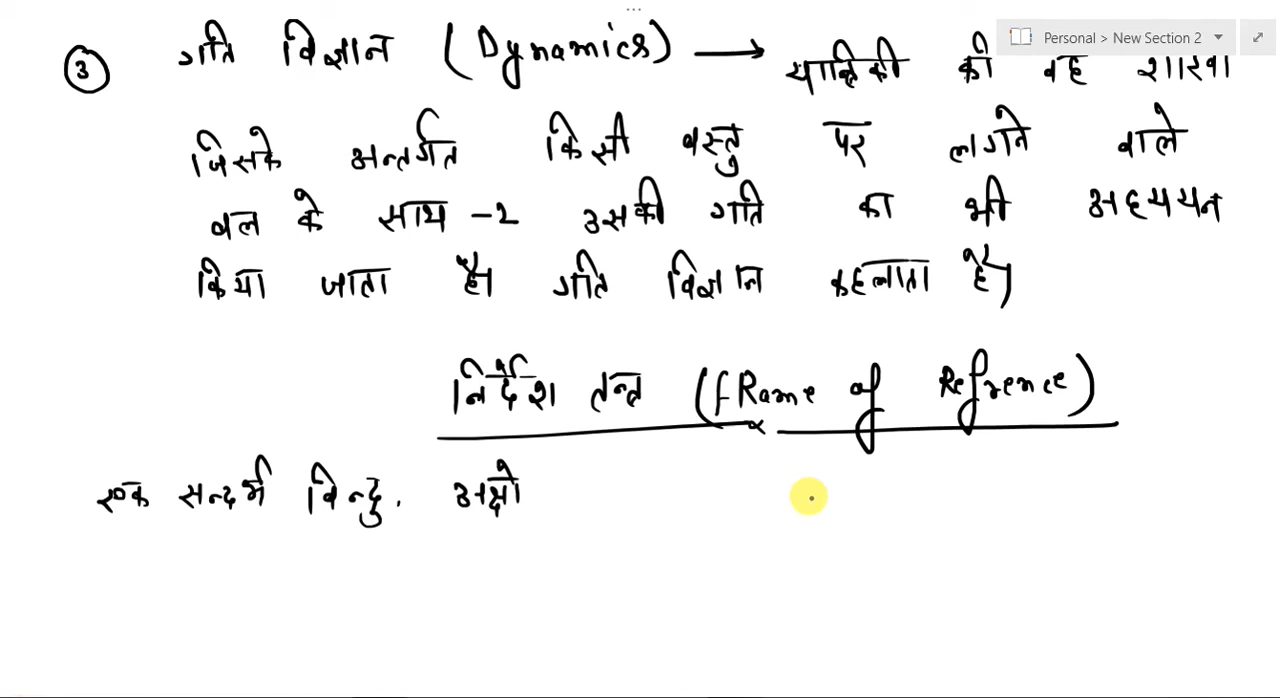 Personal > New Section 2
③ गति विज्ञान (Dynamics) → यान्त्रिकी की वह शाखा
जिसके अन्तर्गत किसी वस्तु पर लगने वाले
बल के साथ -2 उसकी गति का भी अध्ययन
किया जाता है। गति विज्ञान कहलाता है।
निर्देश तन्त्र (fRame of Refrence)
एक सन्दर्भ बिन्दु, अक्षो